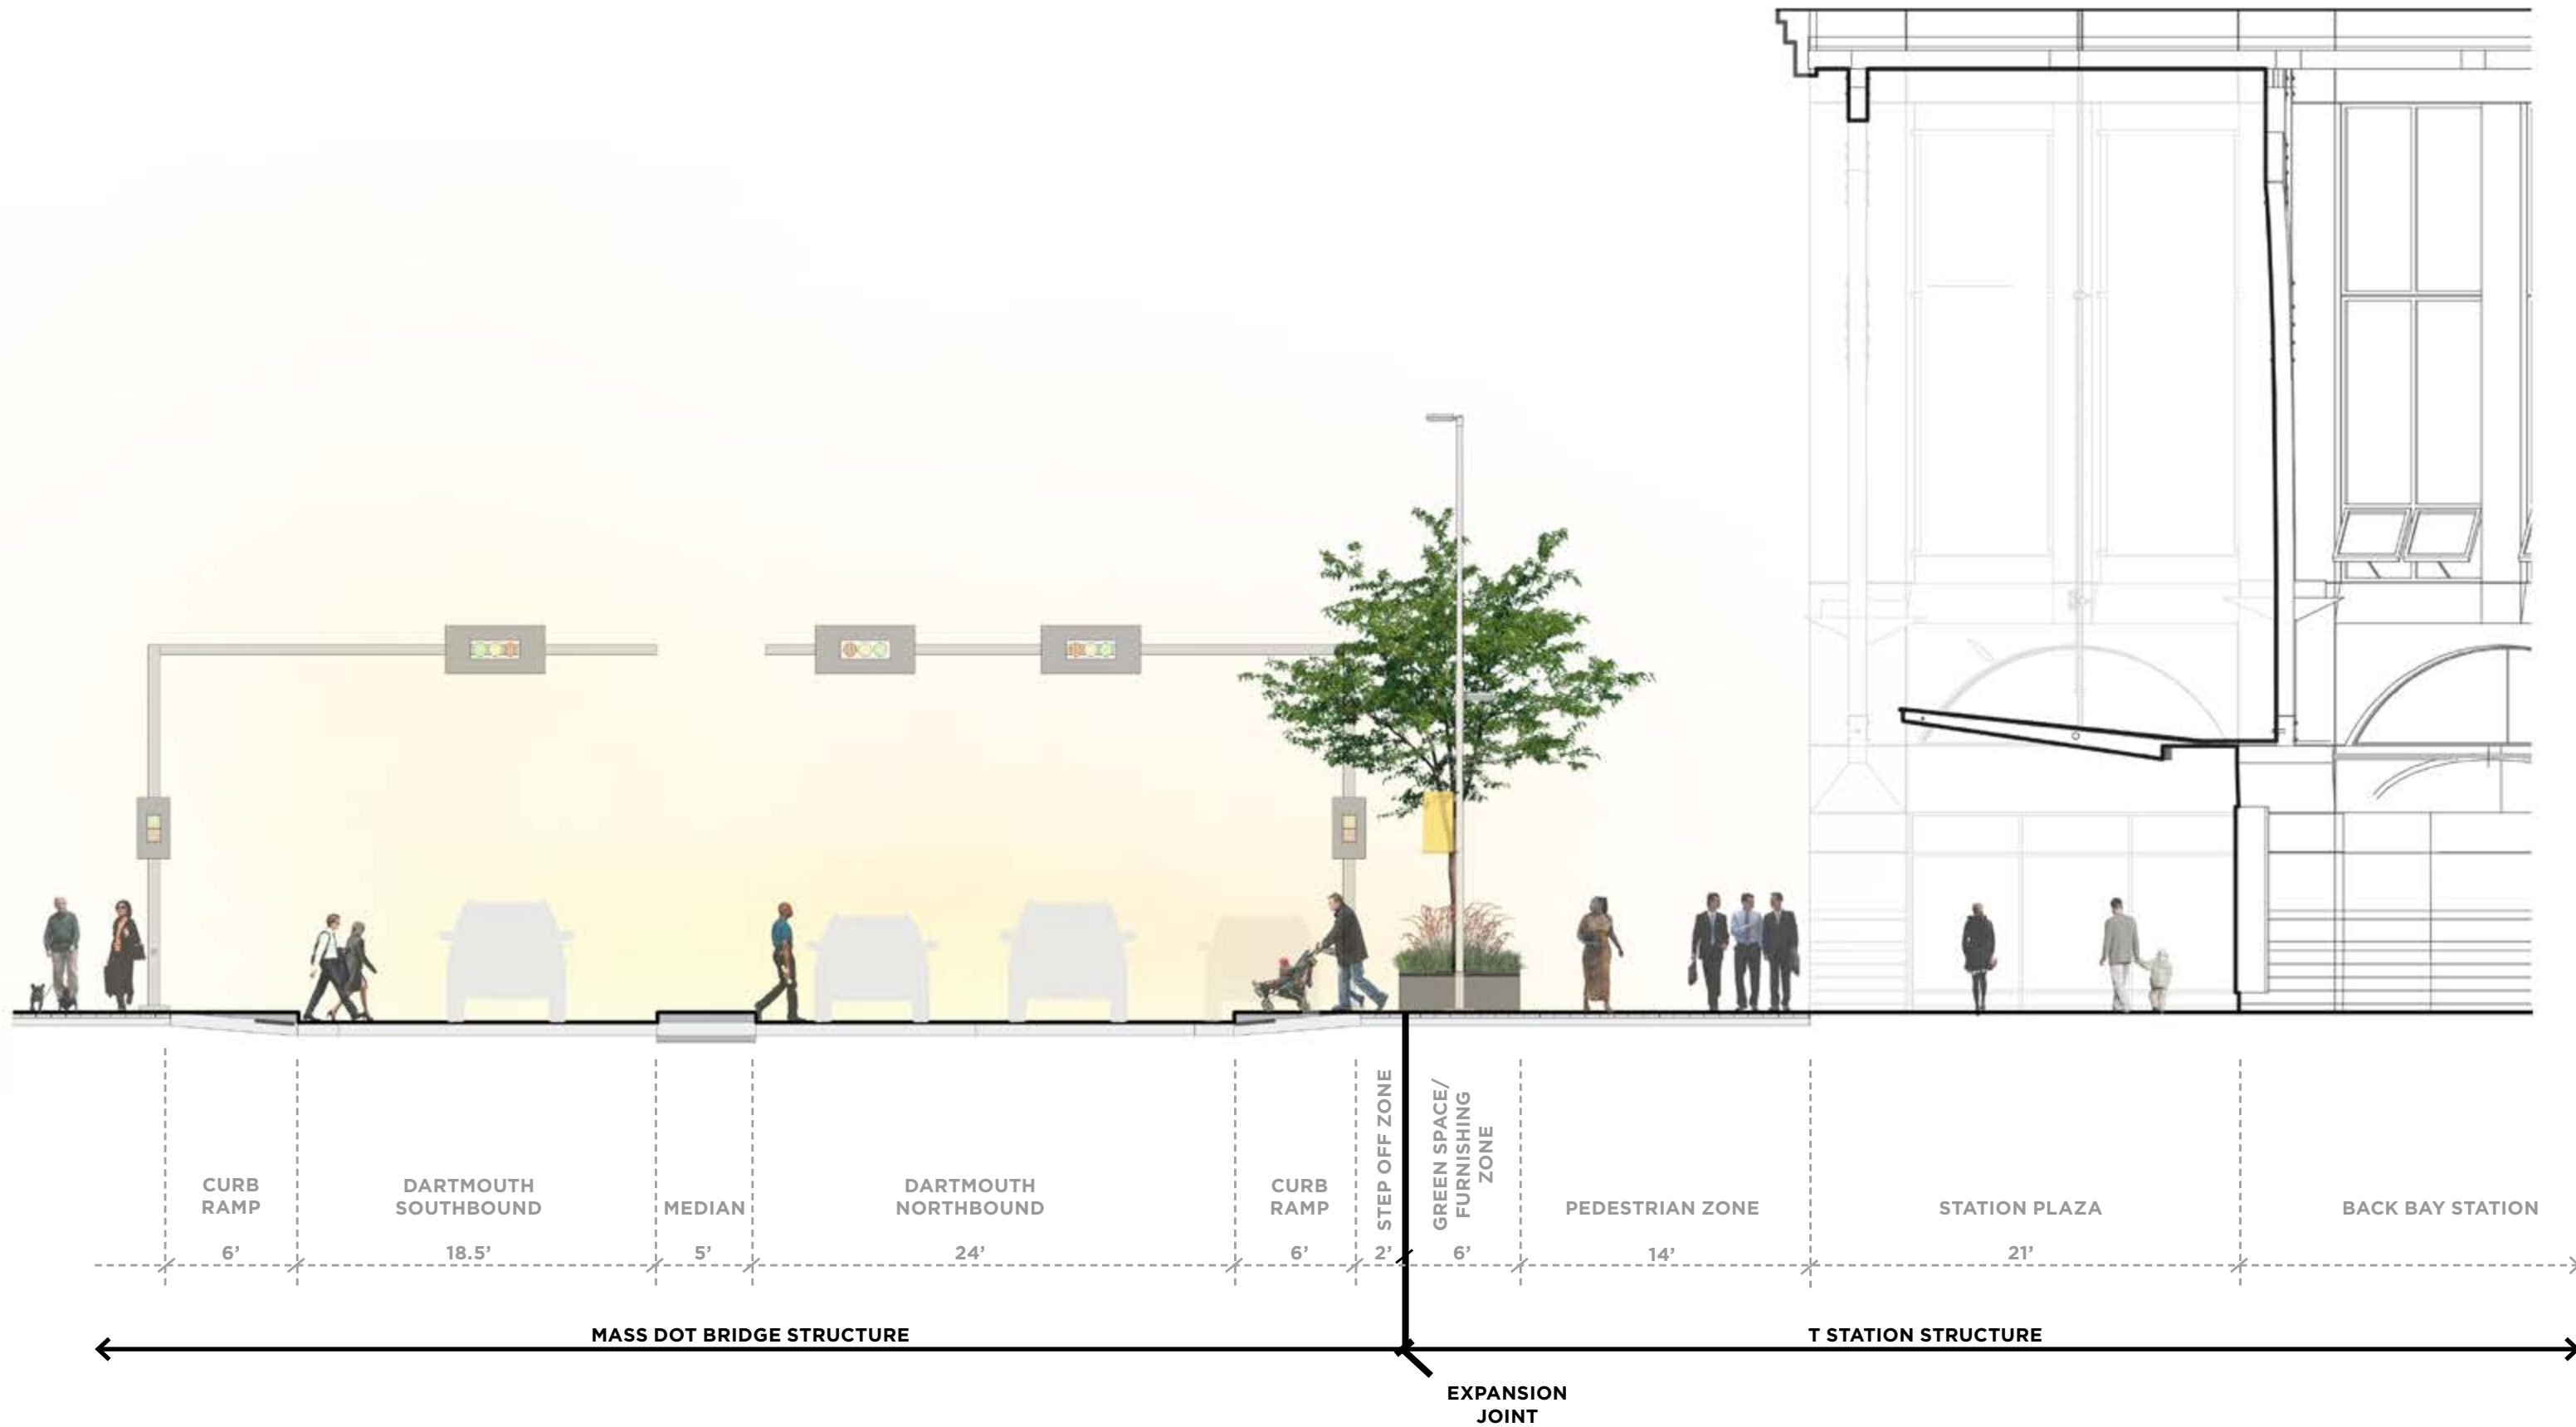 CURB
RAMP
6’
DARTMOUTH
SOUTHBOUND
18.5’
MEDIAN
5’
DARTMOUTH
NORTHBOUND
24’
CURB
RAMP
6’
STEP OFF ZONE
2’
GREEN SPACE/
FURNISHING
ZONE
6’
PEDESTRIAN ZONE
14’
STATION PLAZA
21’
BACK BAY STATION
MASS DOT BRIDGE STRUCTURE
T STATION STRUCTURE
EXPANSION
JOINT